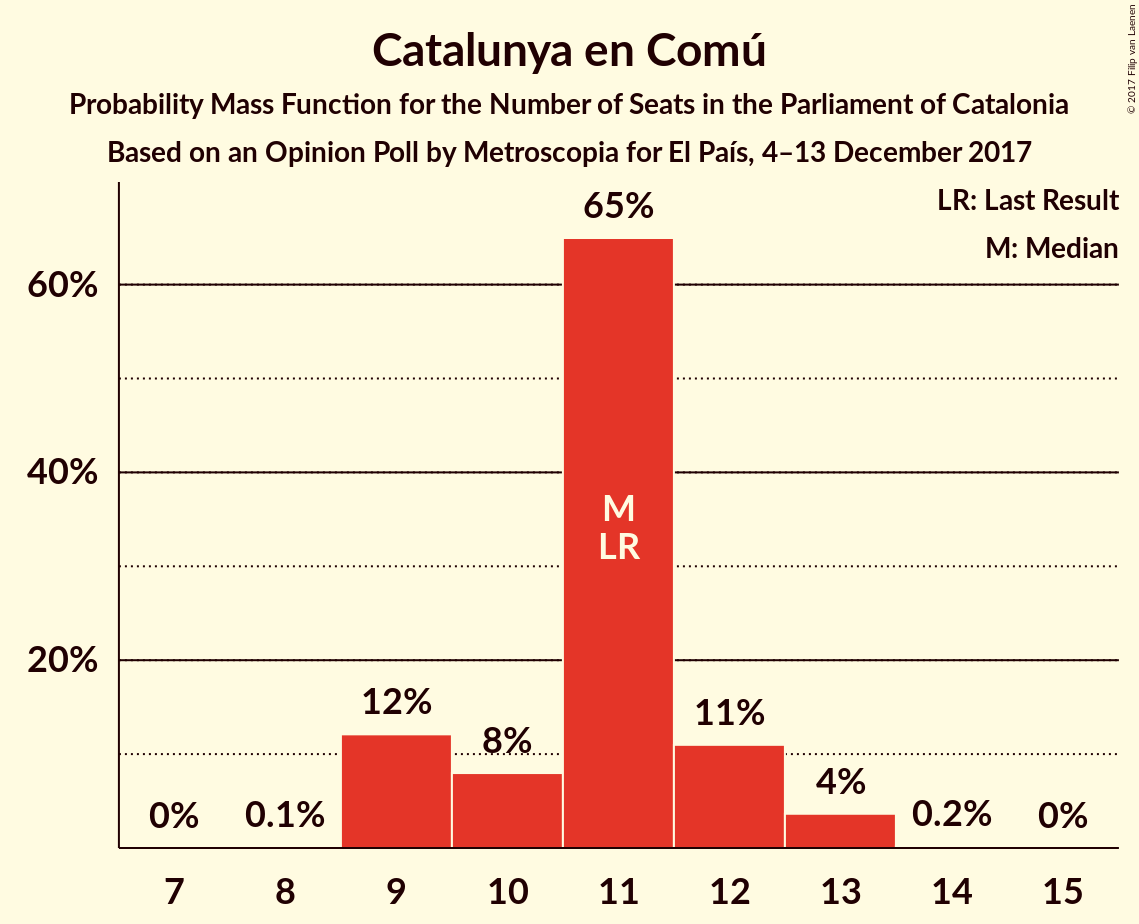 Catalunya en Comú
Probability Mass Function for the Number of Seats in the Parliament of Catalonia
Based on an Opinion Poll by Metroscopia for El País, 4–13 December 2017
© 2017 Filip van Laenen
LR: Last Result
M: Median
60%
40%
20%
0%
0.1%
12%
8%
65%
M
LR
11%
4%
0.2%
0%
7 8 9 10 11 12 13 14 15